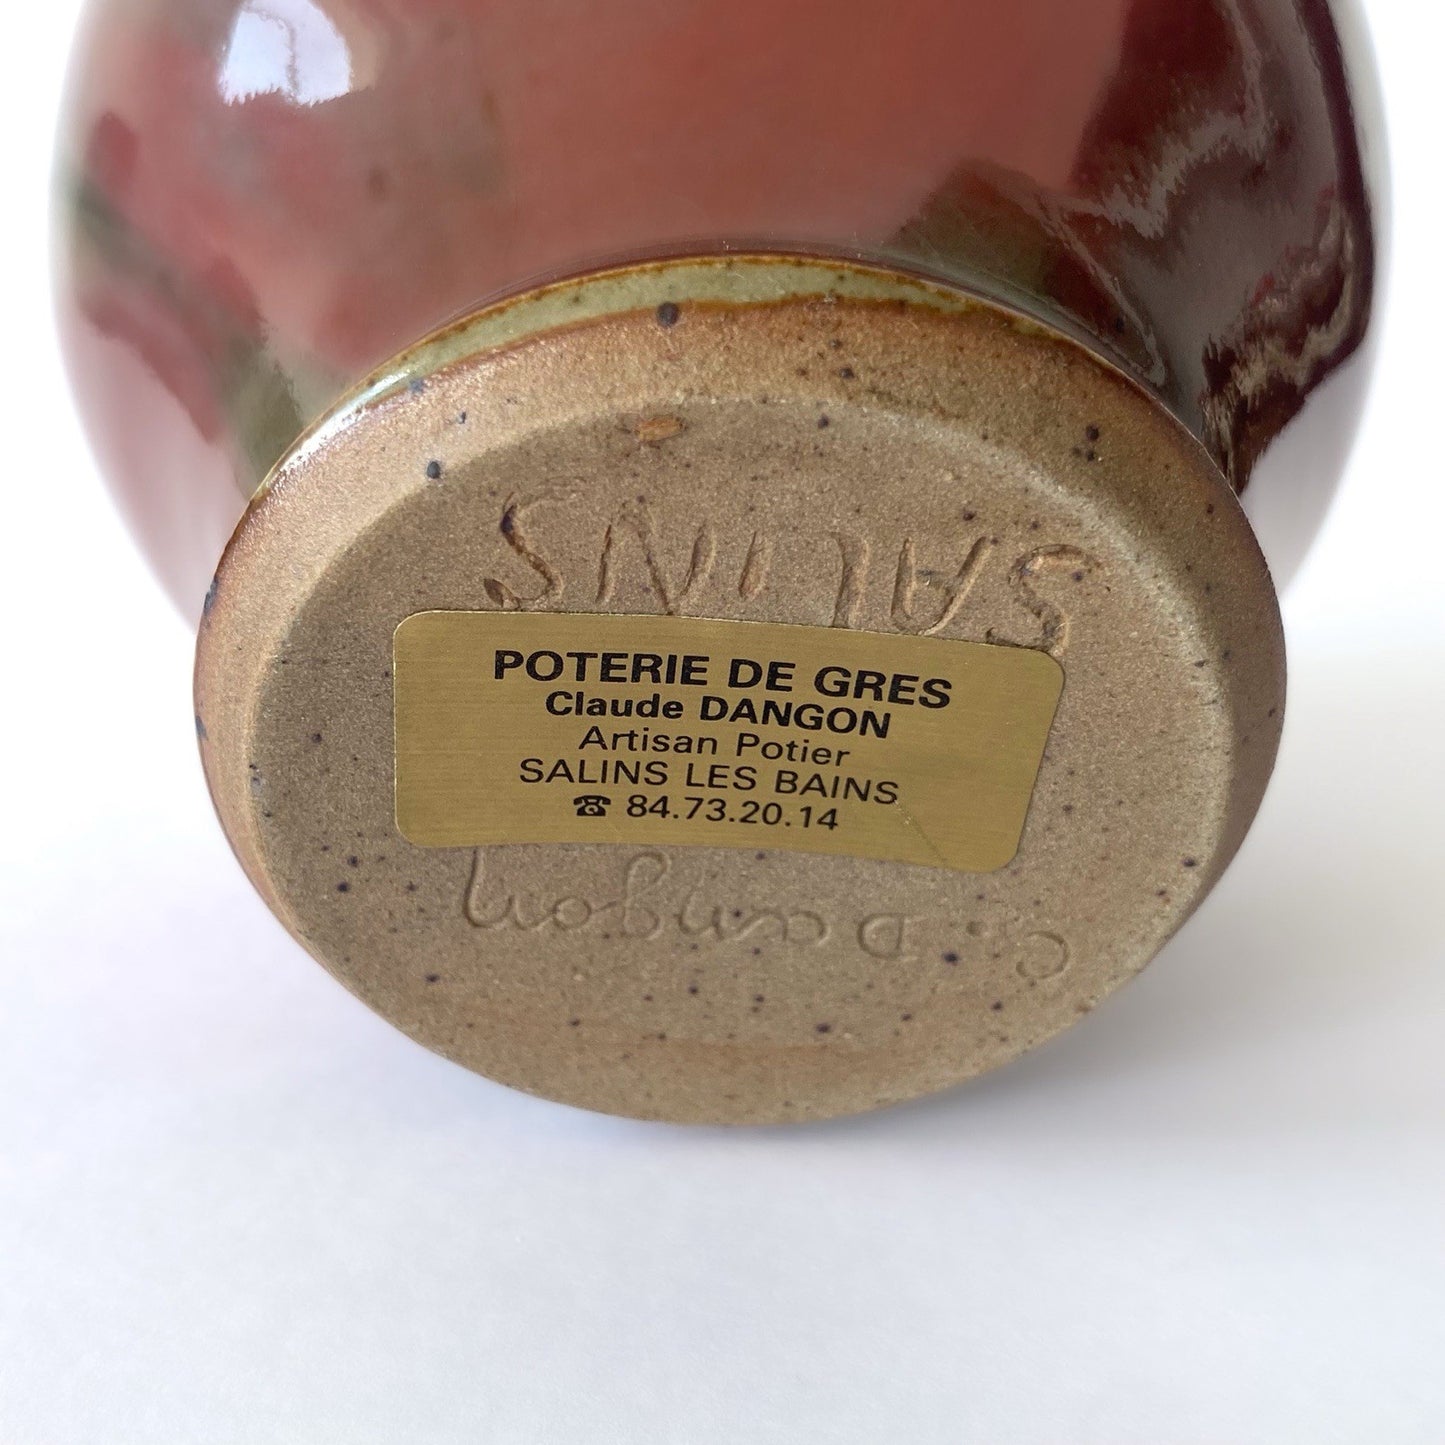 SALINS
POTERIE DE GRES
Claude DANGON
Artisan Potier
SALINS LES BAINS
☎ 84.73.20.14
C. Dangon